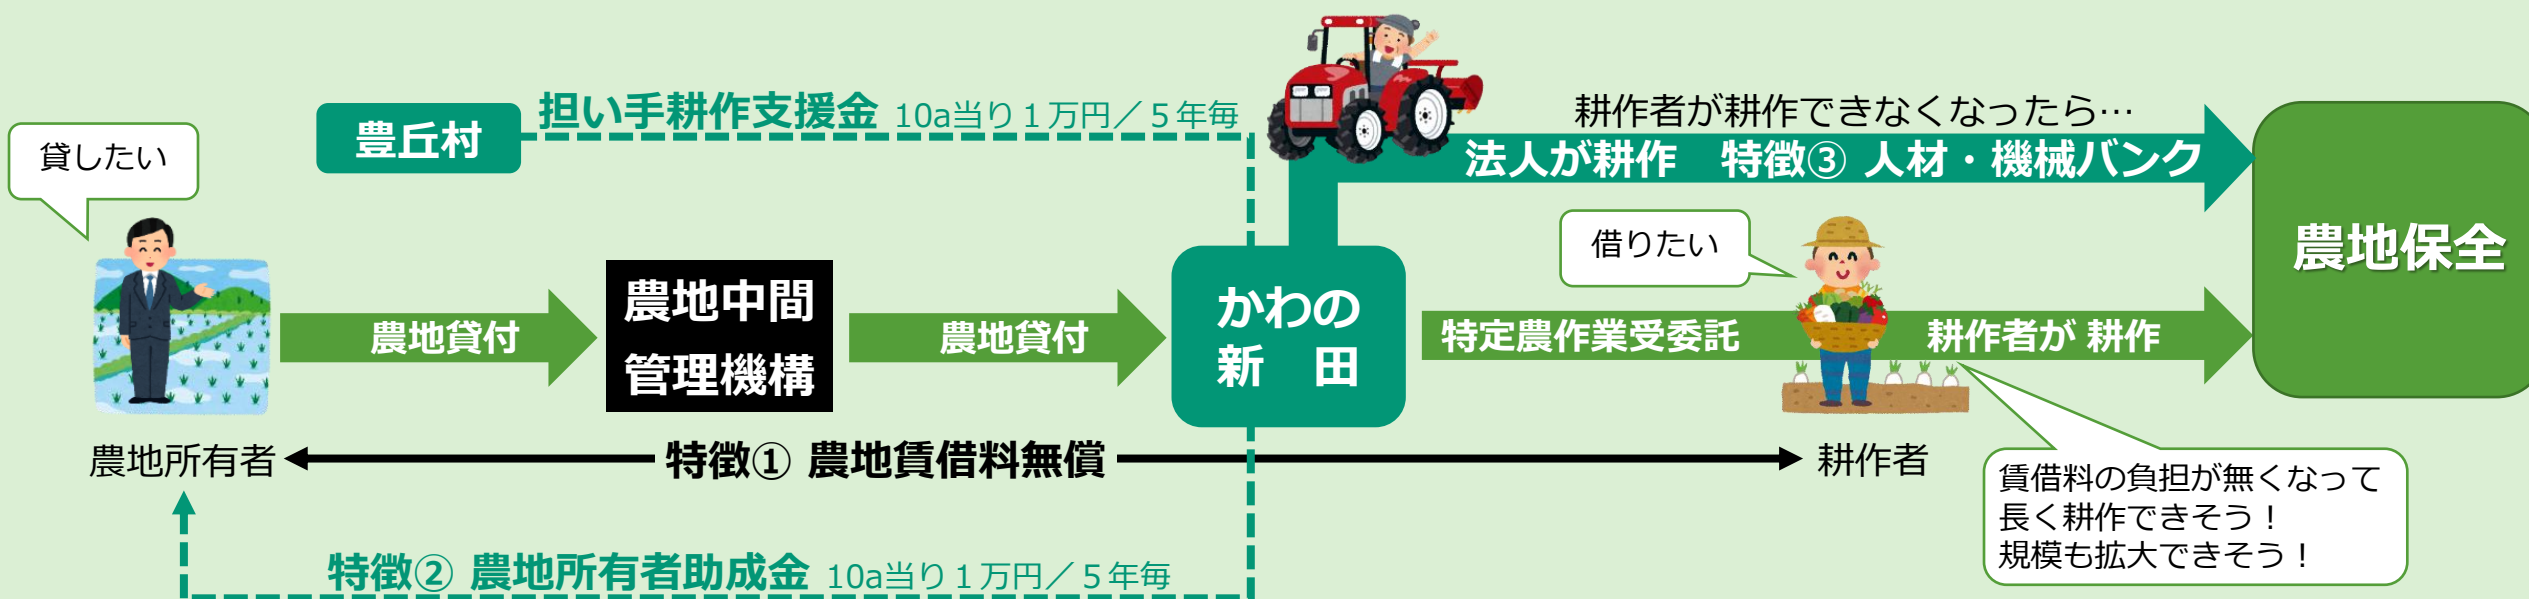 貸したい
豊丘村
担い手耕作支援金 10a当り１万円／５年毎
耕作者が耕作できなくなったら…
法人が耕作　特徴③ 人材・機械バンク
農地保全
農地貸付
農地中間
管理機構
農地貸付
かわの
新　田
借りたい
特定農作業受委託
耕作者が 耕作
農地所有者
特徴① 農地賃借料無償
耕作者
賃借料の負担が無くなって
長く耕作できそう！
規模も拡大できそう！
特徴② 農地所有者助成金 10a当り１万円／５年毎